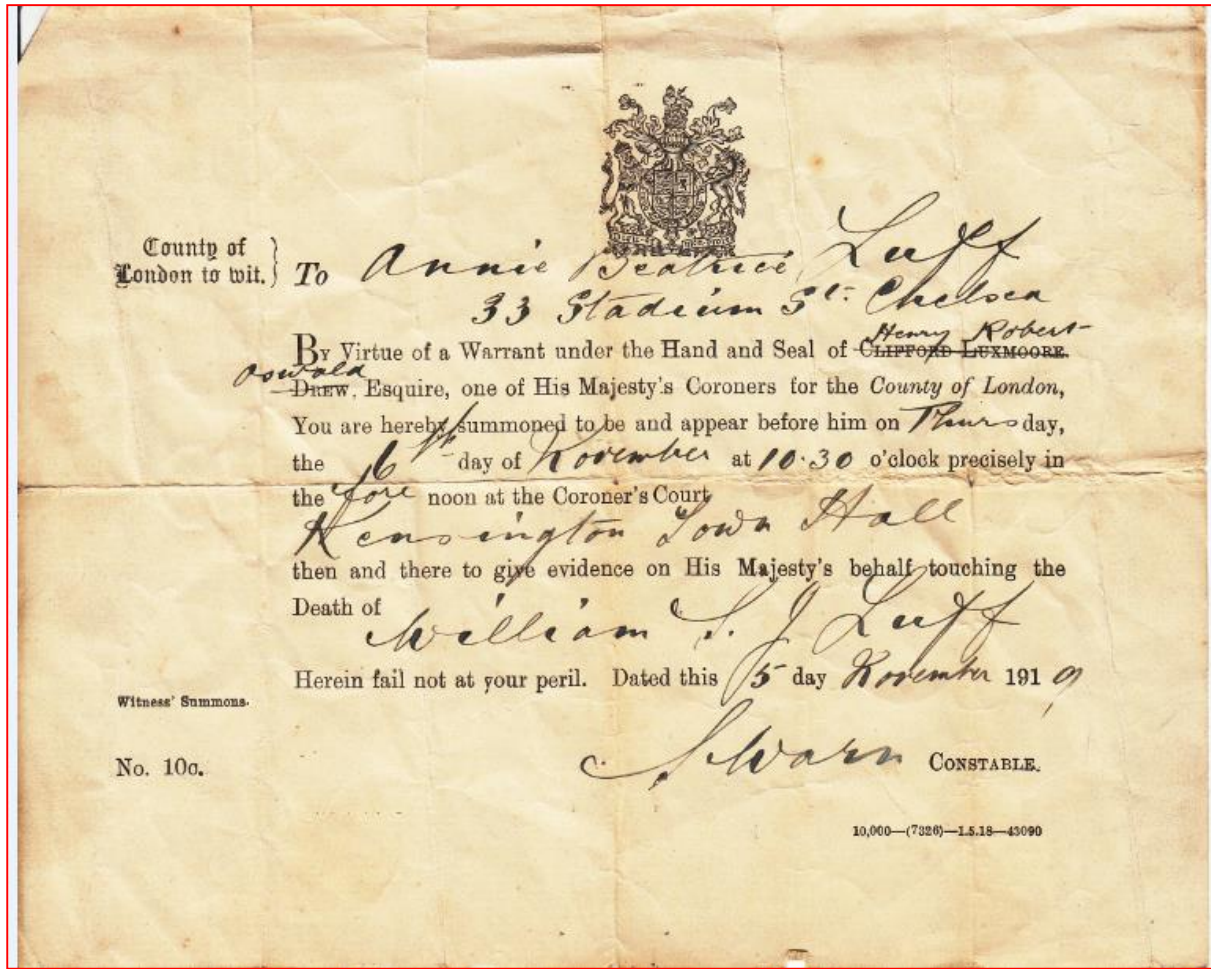 County of
London to wit.
To Annie Beatrice Luff
33 Stadium St. Chelsea
Henry Robert
By Virtue of a Warrant under the Hand and Seal of CLIFFORD LUXMOORE
Oswald
DREW, Esquire, one of His Majesty's Coroners for the County of London,
You are hereby summoned to be and appear before him on Thursday,
the 6th day of November at 10.30 o'clock precisely in
the fore noon at the Coroner's Court
Kensington Town Hall
then and there to give evidence on His Majesty's behalf touching the
Death of
William S. J Luff
Herein fail not at your peril. Dated this 5 day November 1919
Witness' Summons.
No. 10c.
CONSTABLE.
10,000—(7326)—1.5.18—43090